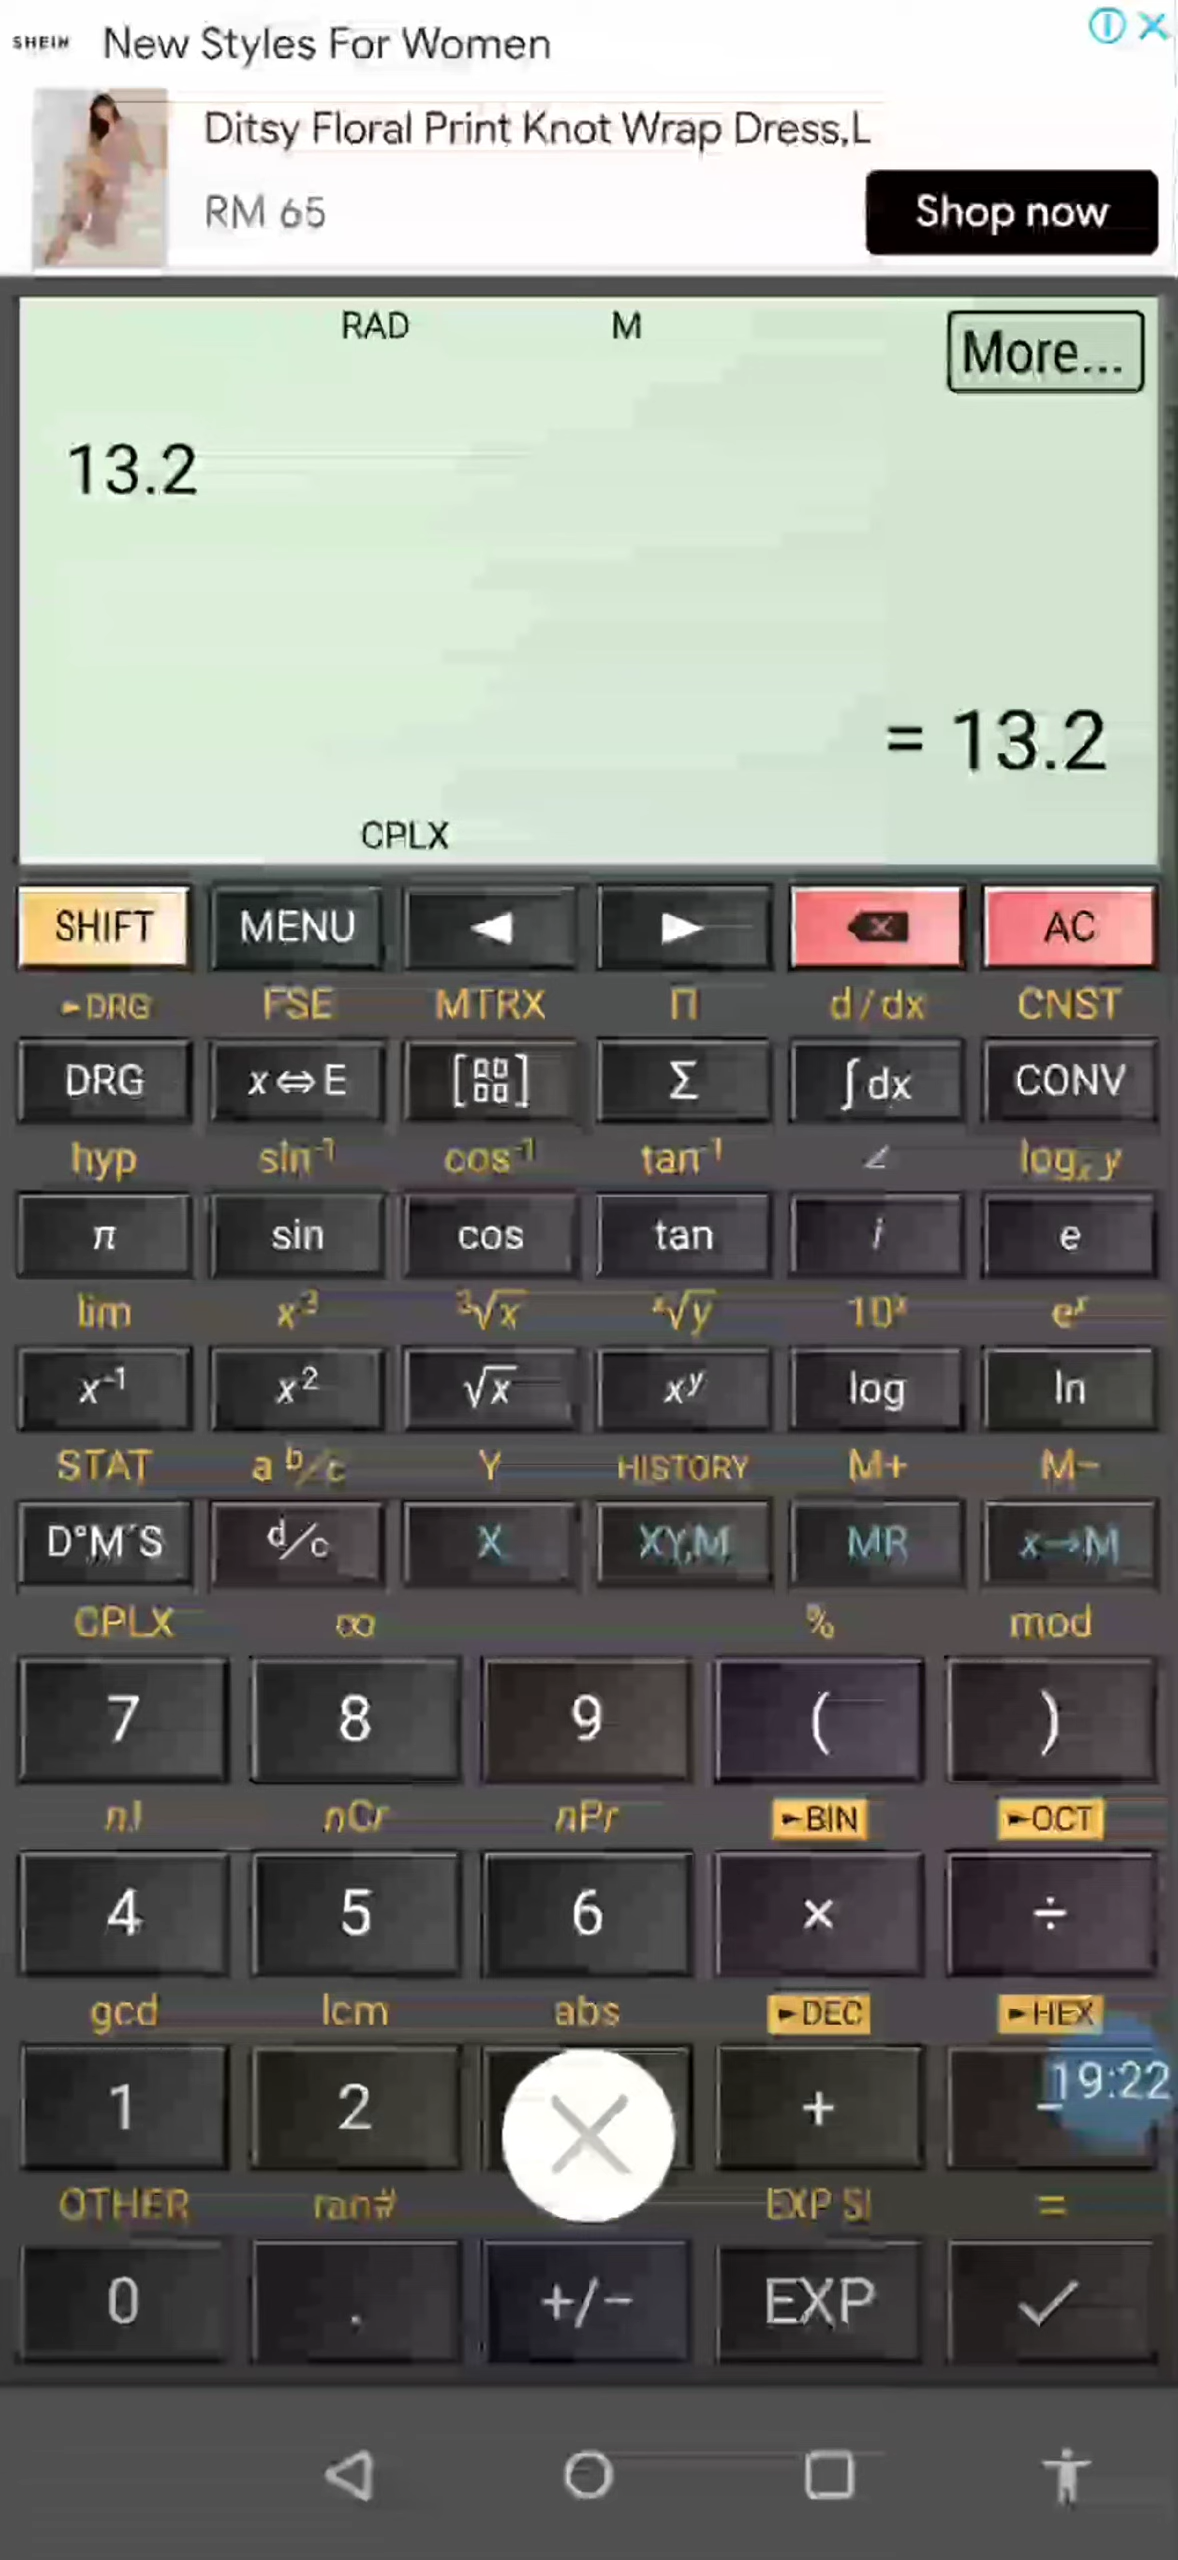 SHEIN New Styles For Women
Ditsy Floral Print Knot Wrap Dress,L
RM 65
Shop now
RAD M More...
13.2
= 13.2
CPLX
SHIFT MENU ◀ ▶ AC
►DRG FSE MTRX Π d/dx CNST
DRG x⇔E Σ ∫dx CONV
hyp sin⁻¹ cos⁻¹ tan⁻¹ ∠ logₓ y
π sin cos tan i e
lim x³ ³√x ˣ√y 10ˣ eˣ
x⁻¹ x² √x xʸ log ln
STAT a b/c Y HISTORY M+ M−
D°M´S d/c X XY,M MR x→M
CPLX ∞ % mod
7 8 9 ( )
n! nCr nPr ►BIN ►OCT
4 5 6 × ÷
gcd lcm abs ►DEC ►HEX
1 2 + −
19:22
OTHER ran# EXP SI =
0 . +/− EXP ✓